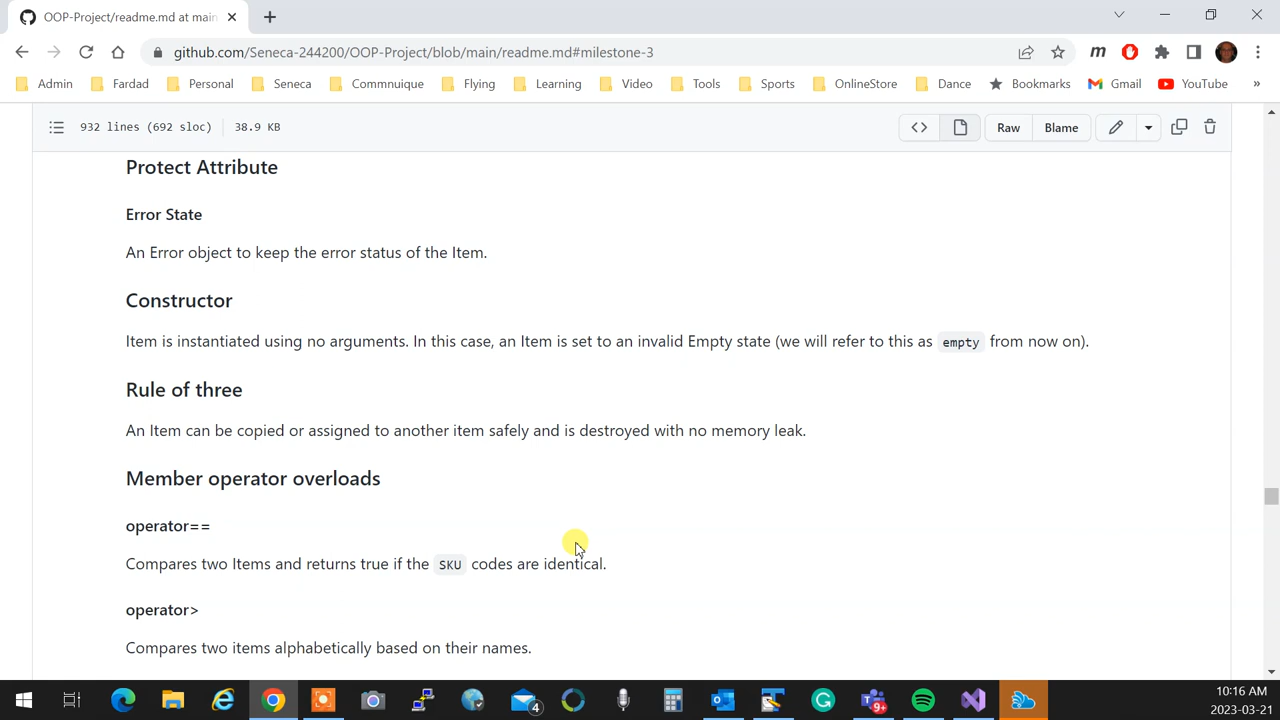 OOP-Project/readme.md at main
github.com/Seneca-244200/OOP-Project/blob/main/readme.md#milestone-3
m
Admin Fardad Personal Seneca Commnuique Flying Learning Video Tools Sports OnlineStore Dance Bookmarks Gmail YouTube »
932 lines (692 sloc) 38.9 KB Raw Blame
Protect Attribute
Error State
An Error object to keep the error status of the Item.
Constructor
Item is instantiated using no arguments. In this case, an Item is set to an invalid Empty state (we will refer to this as empty from now on).
Rule of three
An Item can be copied or assigned to another item safely and is destroyed with no memory leak.
Member operator overloads
operator==
Compares two Items and returns true if the SKU codes are identical.
operator>
Compares two items alphabetically based on their names.
4
9+
10:16 AM
2023-03-21